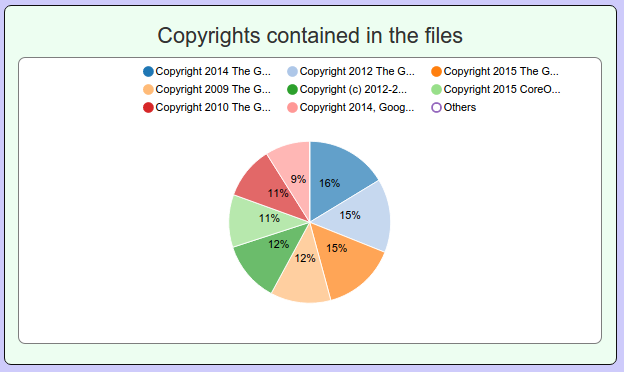 Copyrights contained in the files
Copyright 2014 The G... Copyright 2012 The G... Copyright 2015 The G...
Copyright 2009 The G... Copyright (c) 2012-2... Copyright 2015 CoreO...
Copyright 2010 The G... Copyright 2014, Goog... Others
9% 16%
11% 15%
11% 15%
12% 12%